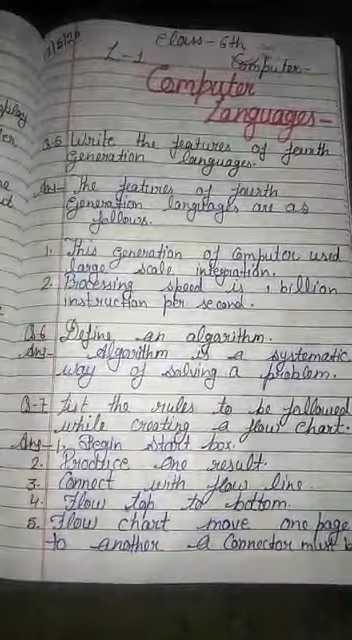 Class - 6th
L-1
Computer
Computer
Languages-
Q.5 Write the features of fourth
Generation languages.
Ans- The features of fourth
Generation languages are as
follows.
1. This generation of computer used
large scale integration.
2. Processing speed is 1 billion
instruction per second.
Q-6 Define an algorithm.
Ans- Algorithm is a systematic
way of solving a problem.
Q-7 List the rules to be followed
while creating a flow chart.
Ans- 1. Begin start box.
2. Produce one result.
3. Connect with flow line.
4. Flow top to bottom.
5. Flow chart move one page
to another a connector must